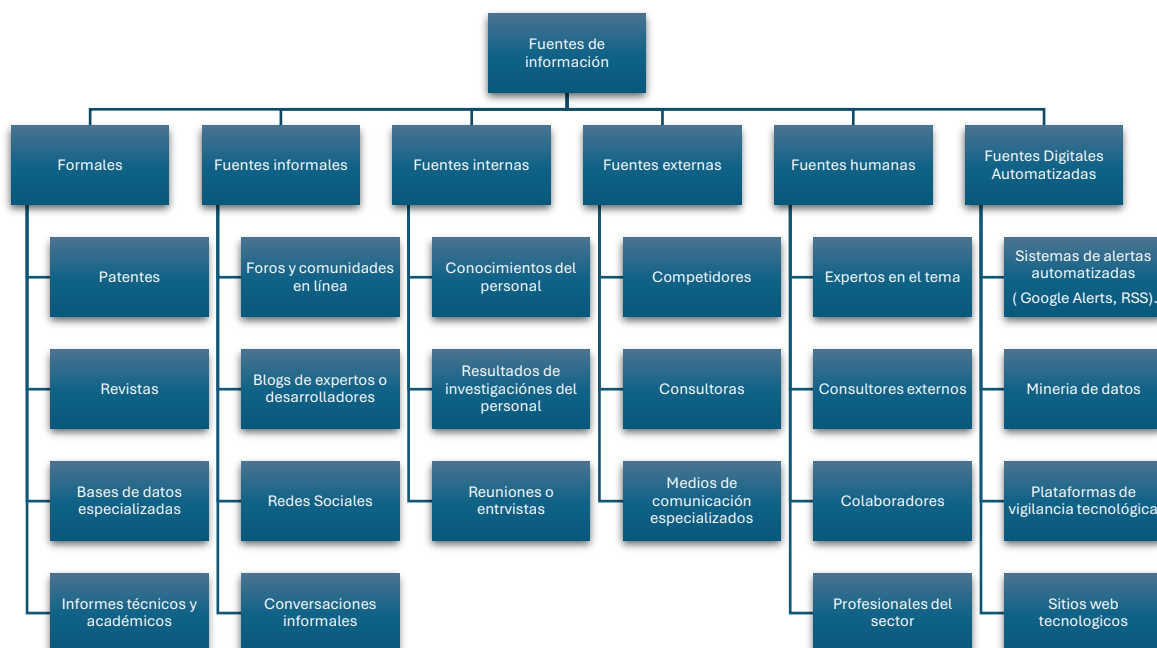 Fuentes de
información
Formales
Fuentes informales
Fuentes internas
Fuentes externas
Fuentes humanas
Fuentes Digitales
Automatizadas
Patentes
Foros y comunidades
en línea
Conocimientos del
personal
Competidores
Expertos en el tema
Sistemas de alertas
automatizadas
( Google Alerts, RSS).
Revistas
Blogs de expertos o
desarrolladores
Resultados de
investigaciónes del
personal
Consultoras
Consultores externos
Mineria de datos
Bases de datos
especializadas
Redes Sociales
Reuniones o
entrvistas
Medios de
comunicación
especializados
Colaboradores
Plataformas de
vigilancia tecnológica
Informes técnicos y
académicos
Conversaciones
informales
Profesionales del
sector
Sitios web
tecnologicos